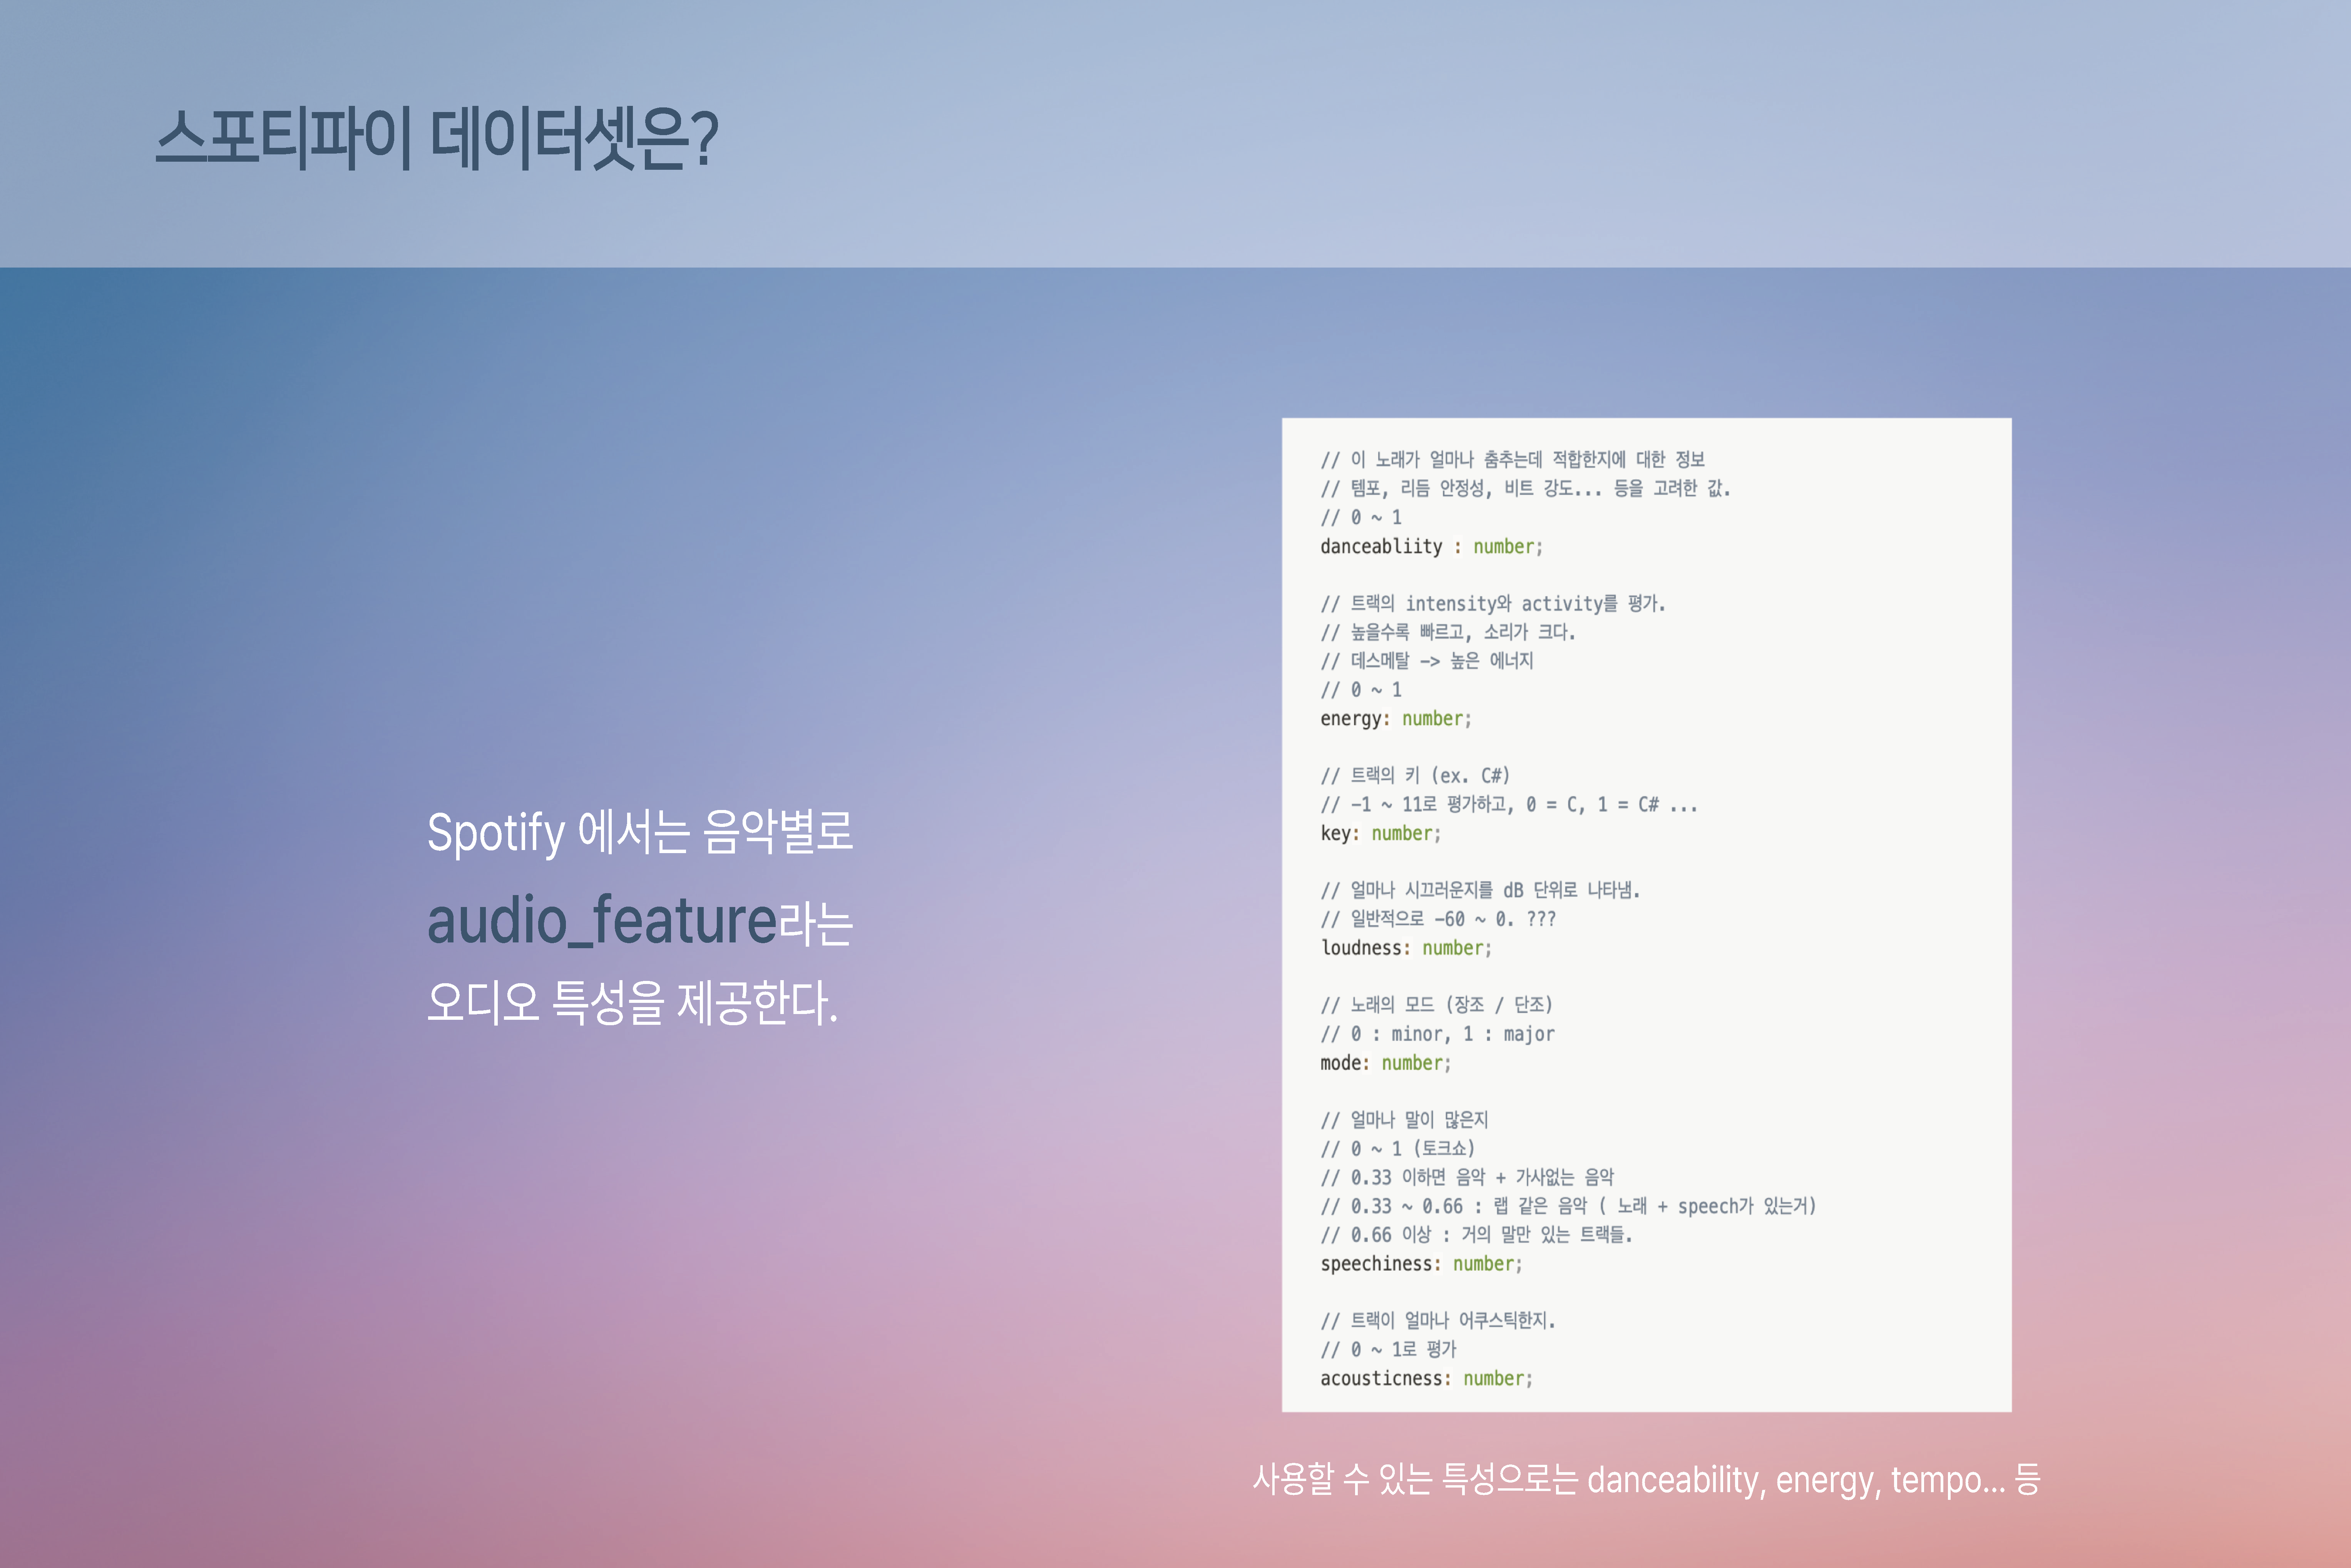 스포티파이 데이터셋은?
Spotify 에서는 음악별로
audio_feature라는
오디오 특성을 제공한다.
// 이 노래가 얼마나 춤추는데 적합한지에 대한 정보
// 템포, 리듬 안정성, 비트 강도... 등을 고려한 값.
// 0 ~ 1
danceabliity : number;
// 트랙의 intensity와 activity를 평가.
// 높을수록 빠르고, 소리가 크다.
// 데스메탈 -> 높은 에너지
// 0 ~ 1
energy: number;
// 트랙의 키 (ex. C#)
// -1 ~ 11로 평가하고, 0 = C, 1 = C# ...
key: number;
// 얼마나 시끄러운지를 dB 단위로 나타냄.
// 일반적으로 -60 ~ 0. ???
loudness: number;
// 노래의 모드 (장조 / 단조)
// 0 : minor, 1 : major
mode: number;
// 얼마나 말이 많은지
// 0 ~ 1 (토크쇼)
// 0.33 이하면 음악 + 가사없는 음악
// 0.33 ~ 0.66 : 랩 같은 음악 ( 노래 + speech가 있는거)
// 0.66 이상 : 거의 말만 있는 트랙들.
speechiness: number;
// 트랙이 얼마나 어쿠스틱한지.
// 0 ~ 1로 평가
acousticness: number;
사용할 수 있는 특성으로는 danceability, energy, tempo... 등